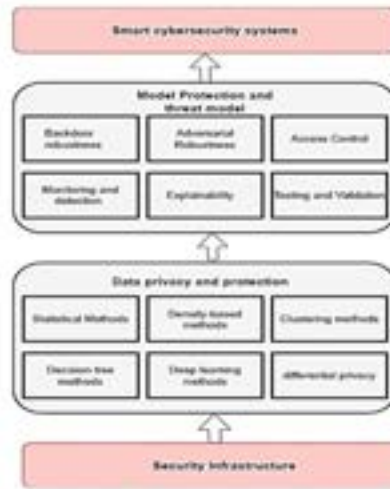 Smart cybersecurity systems
Model Protection and
threat model
Backdoor
robustness
Adversarial
Robustness
Access Control
Monitoring and
detection
Explainability
Testing and Validation
Data privacy and protection
Statistical Methods
Density-based
methods
Clustering methods
Decision tree
methods
Deep learning
methods
differential privacy
Security Infrastructure